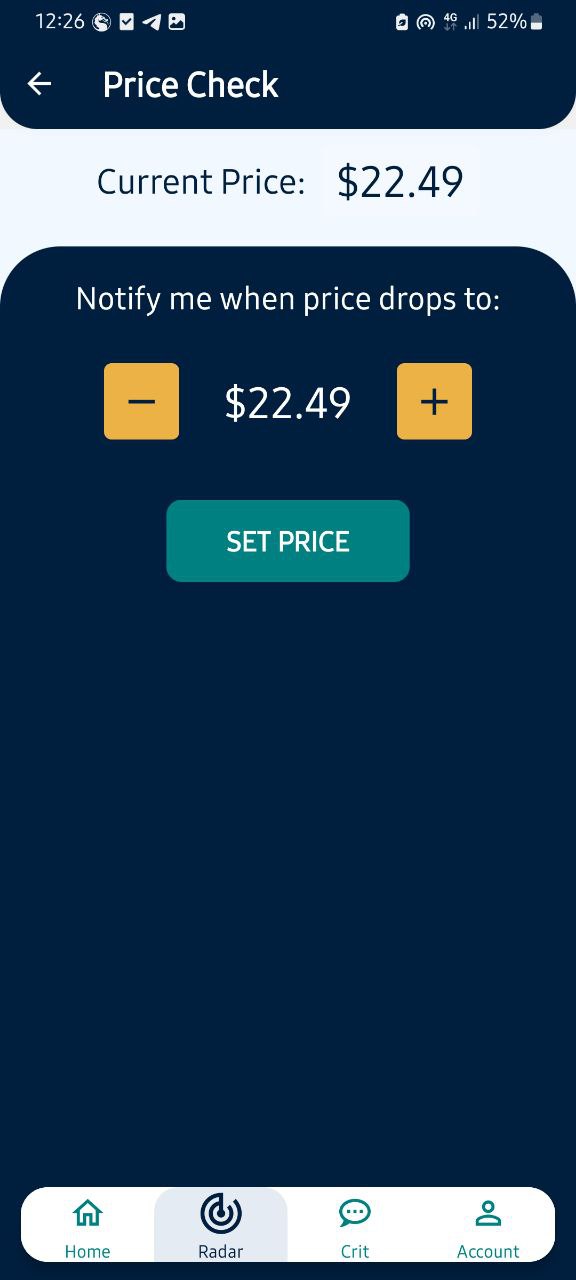 12:26 4G 52%
Price Check
Current Price: $22.49
Notify me when price drops to:
− $22.49 +
SET PRICE
Home Radar Crit Account